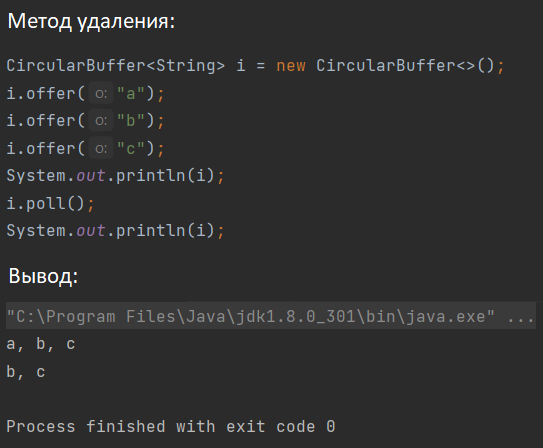 Метод удаления:
CircularBuffer<String> i = new CircularBuffer<>();
i.offer( o: "a");
i.offer( o: "b");
i.offer( o: "c");
System.out.println(i);
i.poll();
System.out.println(i);
Вывод:
"C:\Program Files\Java\jdk1.8.0_301\bin\java.exe" ...
a, b, c
b, c
Process finished with exit code 0